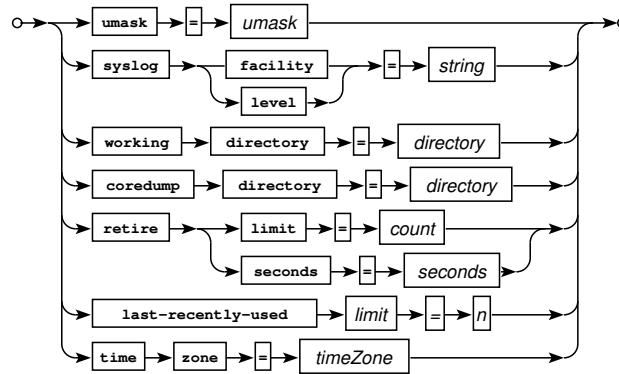 umask = umask
syslog facility = string
level
working directory = directory
coredump directory = directory
retire limit = count
seconds = seconds
last-recently-used limit = n
time zone = timeZone